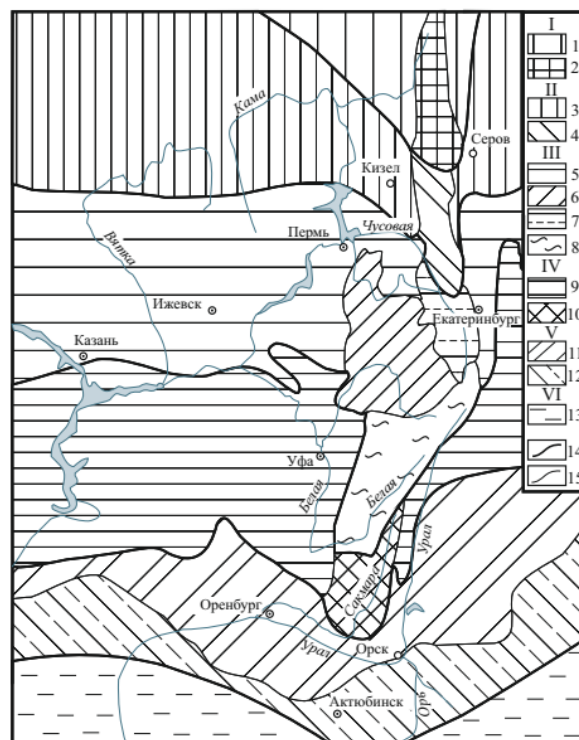 I
1
2
II
3
4
III
5
6
7
8
IV
9
10
V
11
12
VI
13
14
15
Кама
Серов
Кизел
Чусовая
Пермь
Вятка
Ижевск
Екатеринбург
Казань
Уфа
Белая
Белая
Урал
Сакмара
Оренбург
Урал
Орск
Актюбинск
Орь